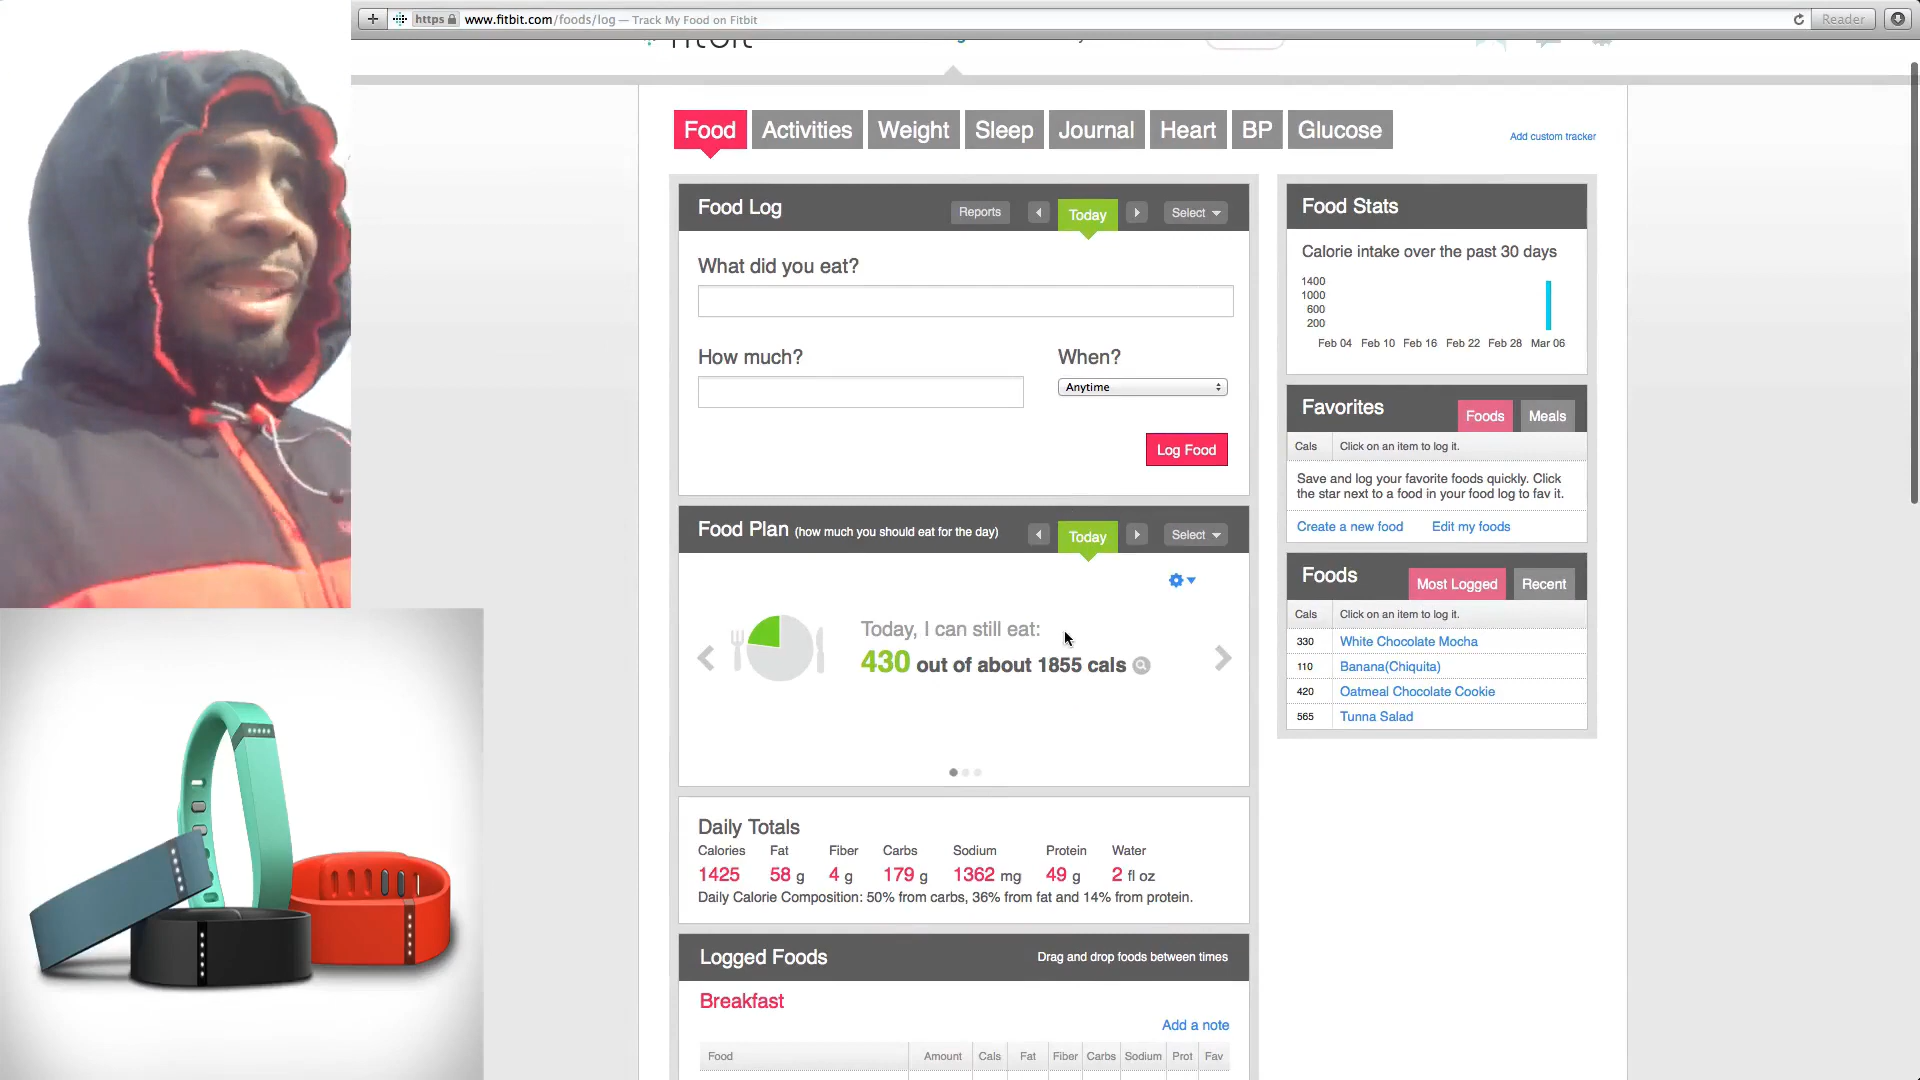 https www.fitbit.com/foods/log — Track My Food on Fitbit
Reader
fitbit
Food Activities Weight Sleep Journal Heart BP Glucose
Add custom tracker
Food Log
Reports Today Select
What did you eat?
How much? When?
Anytime
Log Food
Food Plan (how much you should eat for the day)
Today Select
Today, I can still eat:
430 out of about 1855 cals
Daily Totals
Calories Fat Fiber Carbs Sodium Protein Water
1425 58 g 4 g 179 g 1362 mg 49 g 2 fl oz
Daily Calorie Composition: 50% from carbs, 36% from fat and 14% from protein.
Logged Foods Drag and drop foods between times
Breakfast
Add a note
Food Amount Cals Fat Fiber Carbs Sodium Prot Fav
Food Stats
Calorie intake over the past 30 days
1400
1000
600
200
Feb 04 Feb 10 Feb 16 Feb 22 Feb 28 Mar 06
Favorites Foods Meals
Cals Click on an item to log it.
Save and log your favorite foods quickly. Click
the star next to a food in your food log to fav it.
Create a new food Edit my foods
Foods Most Logged Recent
Cals Click on an item to log it.
330 White Chocolate Mocha
110 Banana(Chiquita)
420 Oatmeal Chocolate Cookie
565 Tunna Salad